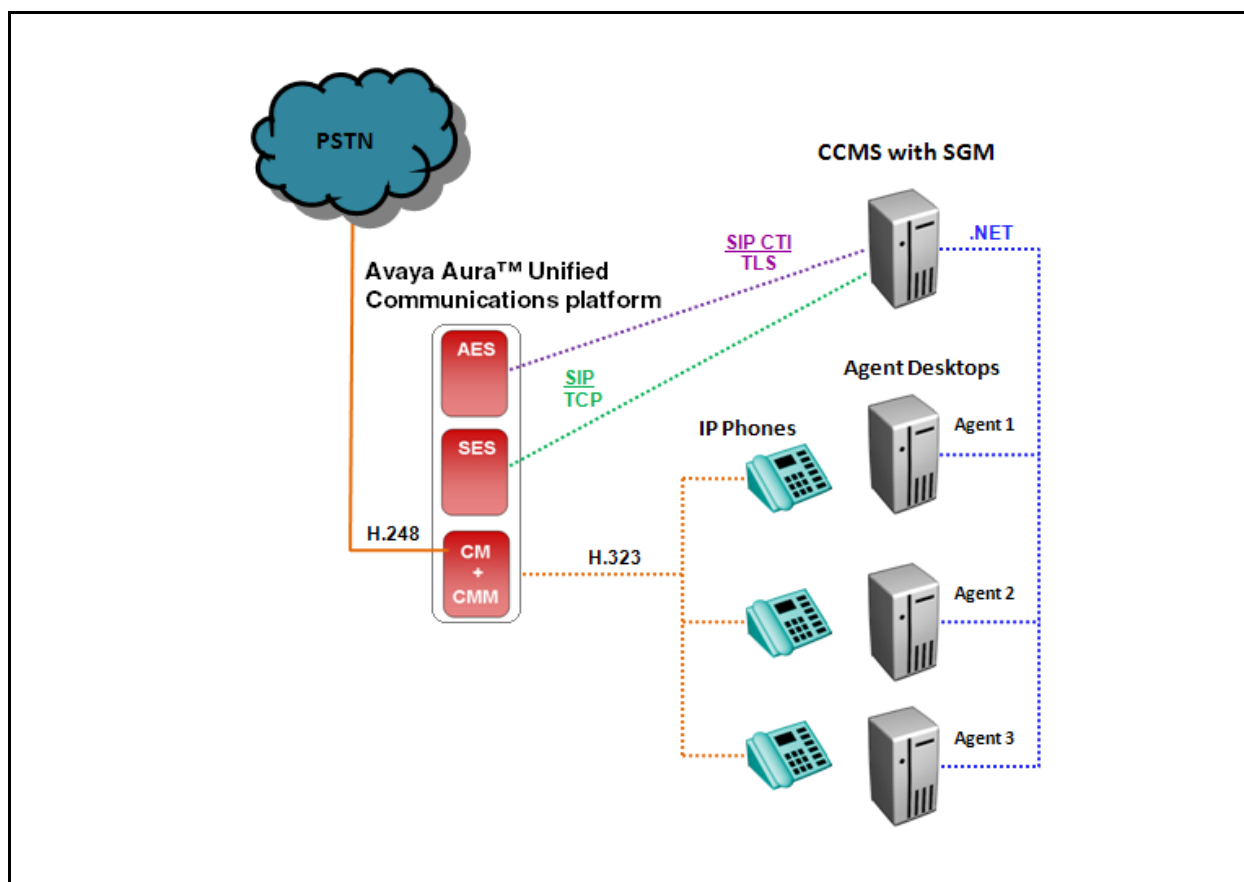 PSTN
CCMS with SGM
SIP CTI
TLS
.NET
Avaya Aura™ Unified
Communications platform
AES
SIP
TCP
Agent Desktops
IP Phones
Agent 1
SES
H.248
CM
+
CMM
H.323
Agent 2
Agent 3